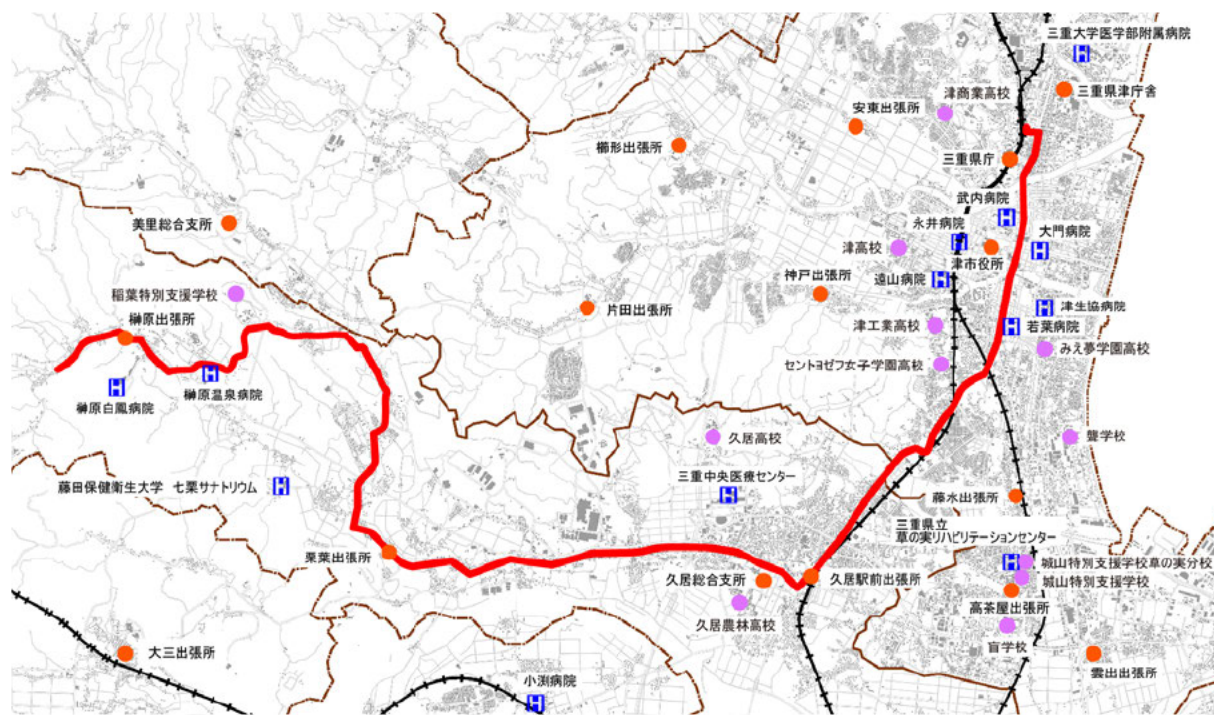 三重大学医学部附属病院
三重県津庁舎
津商業高校
安東出張所
櫛形出張所
三重県庁
武内病院
永井病院
大門病院
美里総合支所
津高校
津市役所
神戸出張所
遠山病院
稲葉特別支援学校
片田出張所
津生協病院
榊原出張所
津工業高校
若葉病院
みえ夢学園高校
セントヨゼフ女子学園高校
榊原温泉病院
榊原白鳳病院
久居高校
聾学校
三重中央医療センター
藤田保健衛生大学 七栗サナトリウム
藤水出張所
三重県立
草の実リハビリテーションセンター
栗葉出張所
城山特別支援学校草の実分校
久居総合支所
久居駅前出張所
城山特別支援学校
高茶屋出張所
久居農林高校
盲学校
大三出張所
雲出出張所
小渕病院